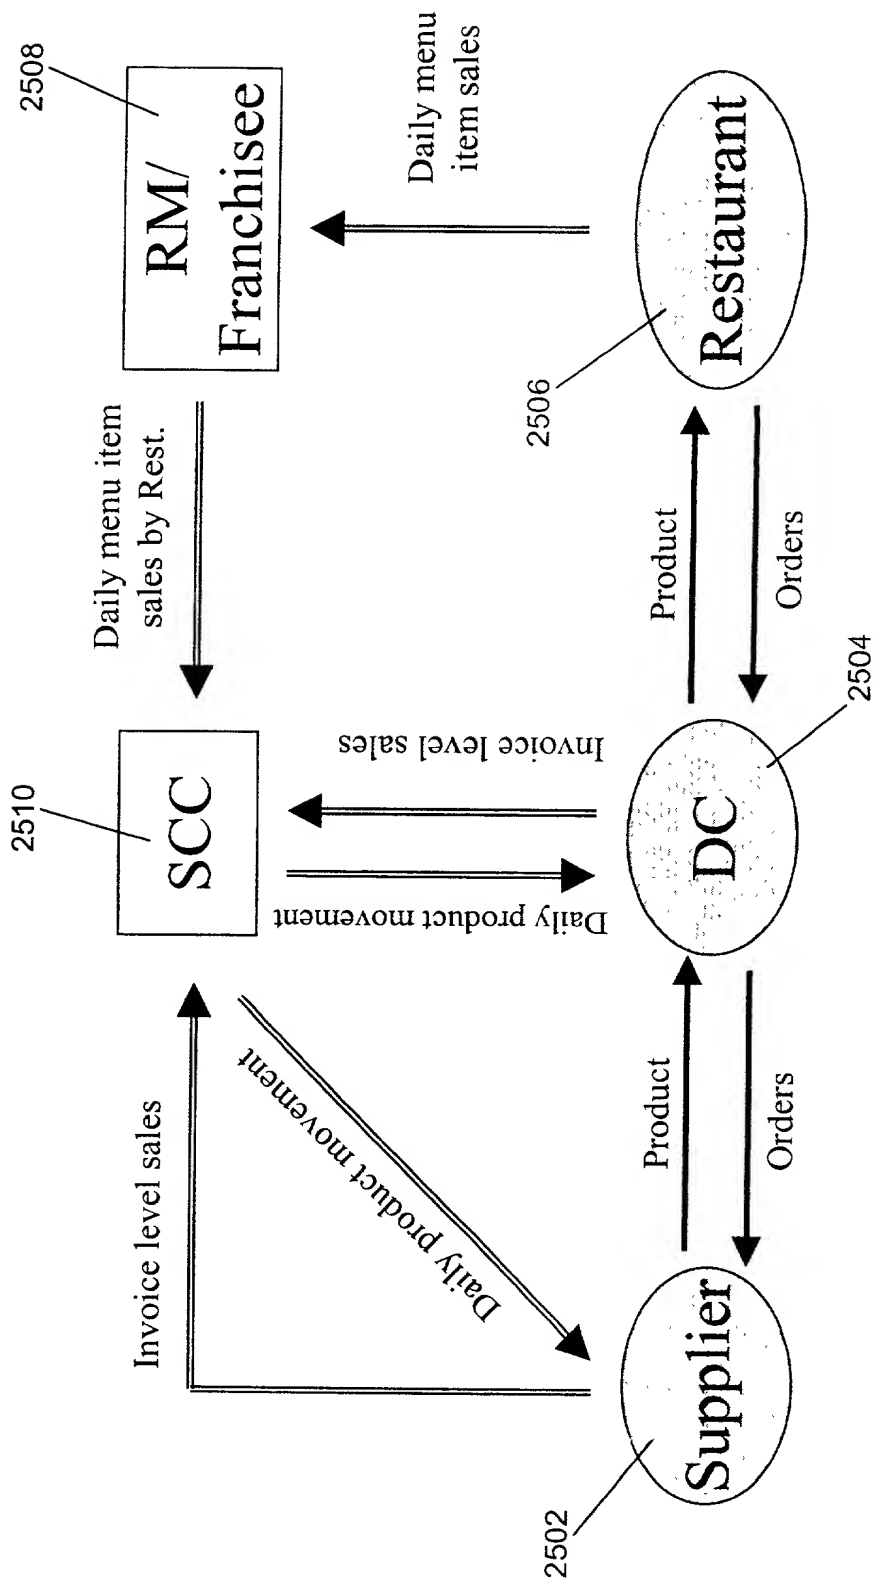 2510
2508
SCC
RM/
Franchisee
Daily menu item
sales by Rest.
Invoice level sales
Daily product movement
Daily product movement
Invoice level sales
Daily menu
item sales
Supplier
DC
Restaurant
Product
Orders
Product
Orders
2502
2504
2506